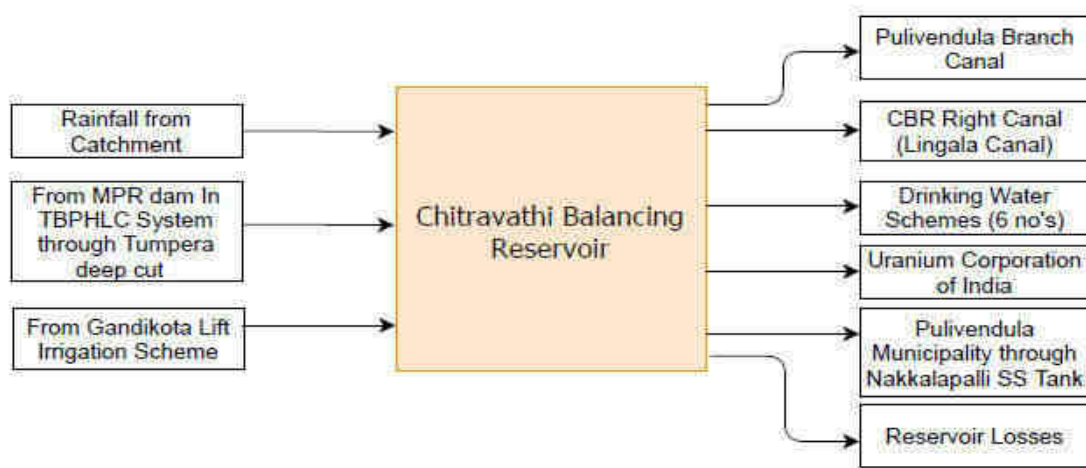 Rainfall from
Catchment
From MPR dam In
TBPHLC System
through Tumpera
deep cut
From Gandikota Lift
Irrigation Scheme
Chitravathi Balancing
Reservoir
Pulivendula Branch
Canal
CBR Right Canal
(Lingala Canal)
Drinking Water
Schemes (6 no's)
Uranium Corporation
of India
Pulivendula
Municipality through
Nakkalapalli SS Tank
Reservoir Losses